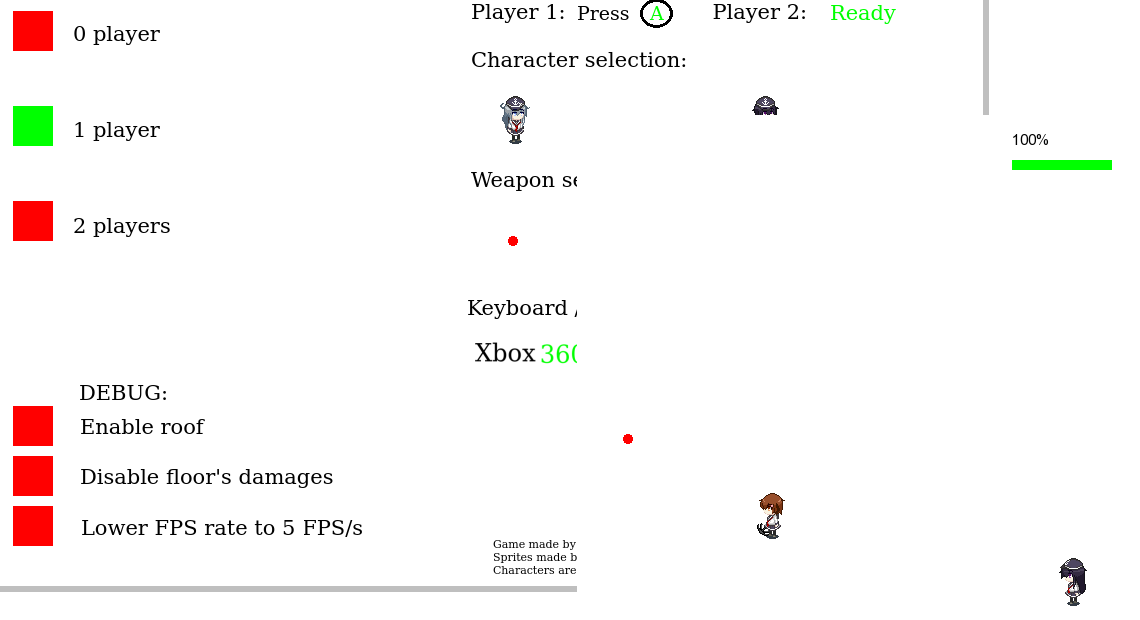 Player 1: Press A Player 2: Ready
0 player
Character selection:
1 player
100%
Weapon se
2 players
Keyboard /
Xbox 360
DEBUG:
Enable roof
Disable floor's damages
Lower FPS rate to 5 FPS/s
Game made by
Sprites made b
Characters are